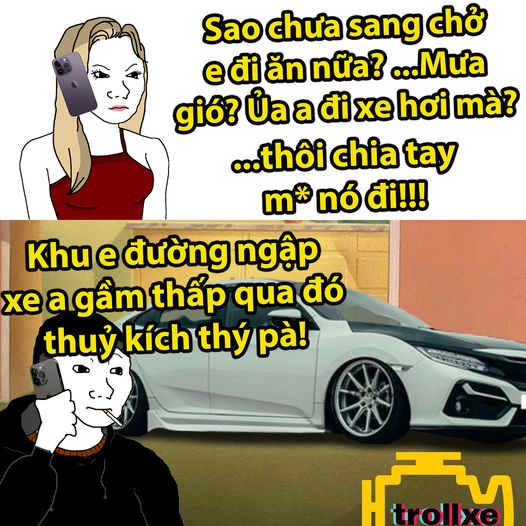 Sao chưa sang chở
e đi ăn nữa? ...Mưa
gió? Ủa a đi xe hơi mà?
...thôi chia tay
m* nó đi!!!
Khu e đường ngập
xe a gầm thấp qua đó
thuỷ kích thý pà!
trollxe